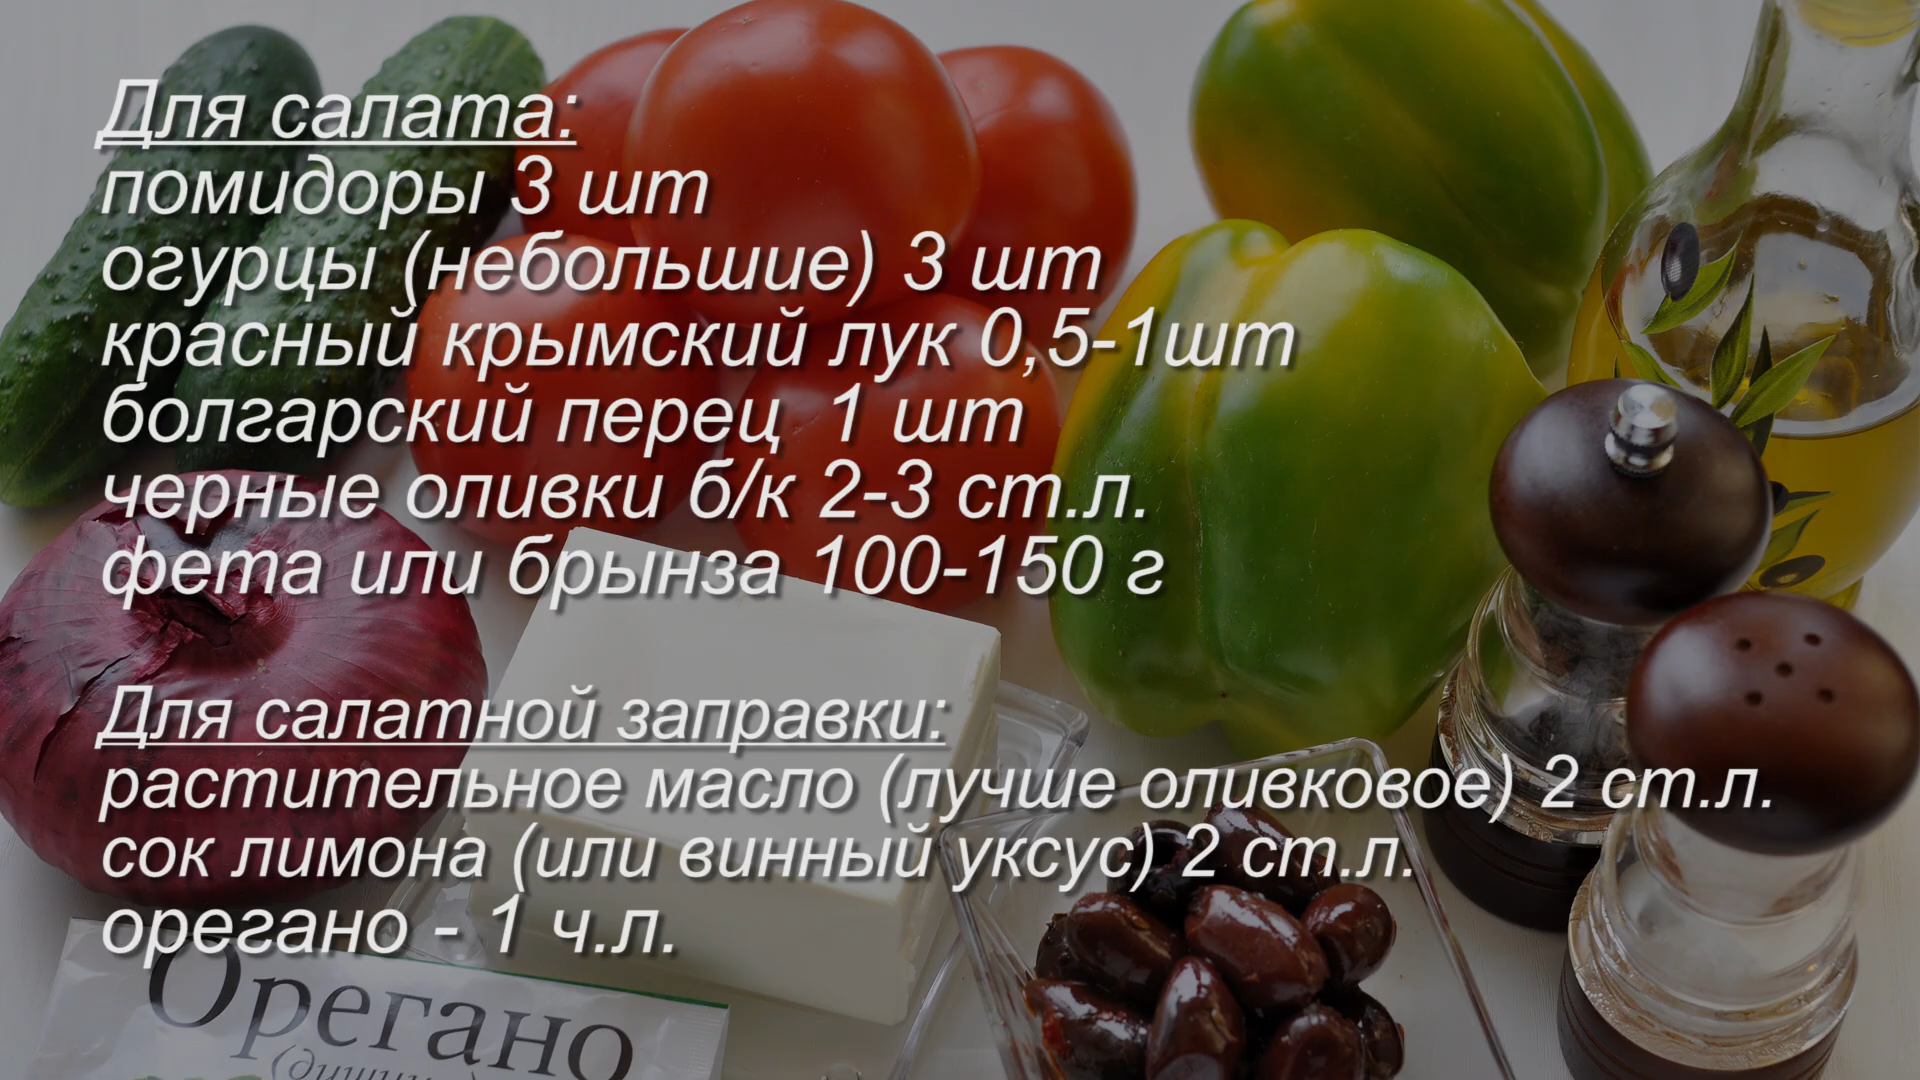 Для салата:
помидоры 3 шт
огурцы (небольшие) 3 шт
красный крымский лук 0,5-1шт
болгарский перец 1 шт
черные оливки б/к 2-3 ст.л.
фета или брынза 100-150 г
Для салатной заправки:
растительное масло (лучше оливковое) 2 ст.л.
сок лимона (или винный уксус) 2 ст.л.
орегано - 1 ч.л.
Орегано